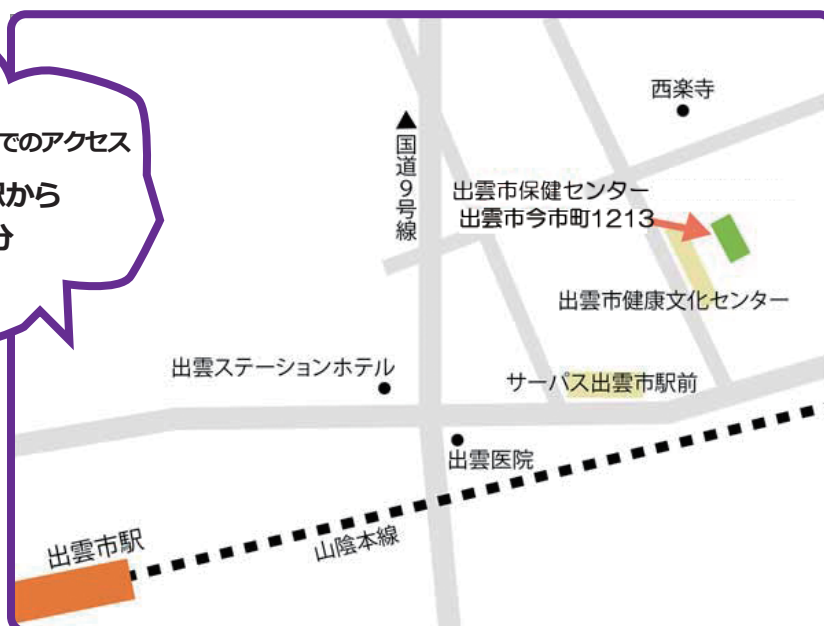 でのアクセス
駅から
分
西楽寺
▲国道9号線
出雲市保健センター
出雲市今市町1213
出雲市健康文化センター
出雲ステーションホテル
サーパス出雲市駅前
出雲医院
出雲市駅
山陰本線